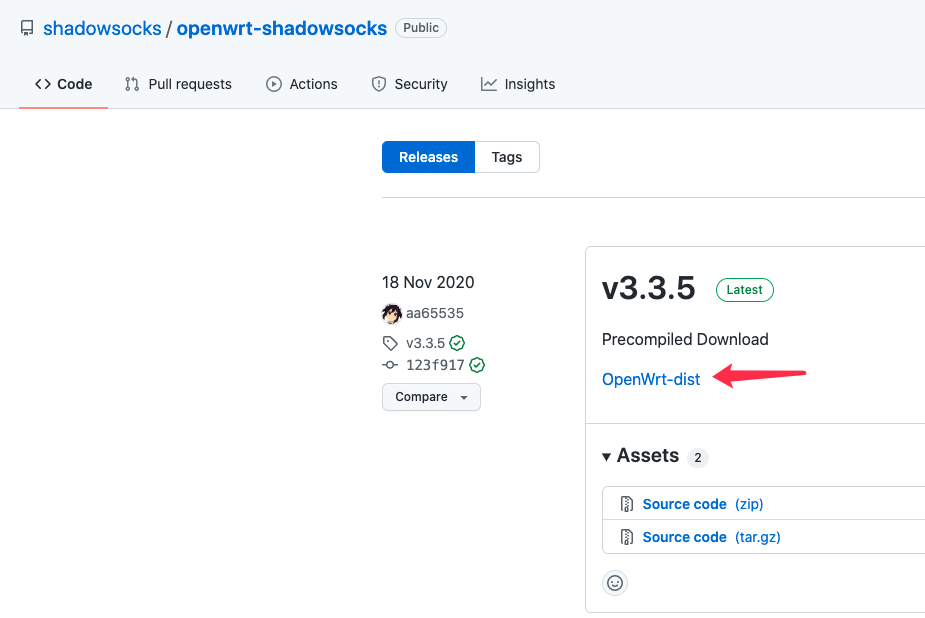 shadowsocks / openwrt-shadowsocks Public
Code Pull requests Actions Security Insights
Releases Tags
18 Nov 2020
aa65535
v3.3.5
123f917
Compare
v3.3.5 Latest
Precompiled Download
OpenWrt-dist
Assets 2
Source code (zip)
Source code (tar.gz)